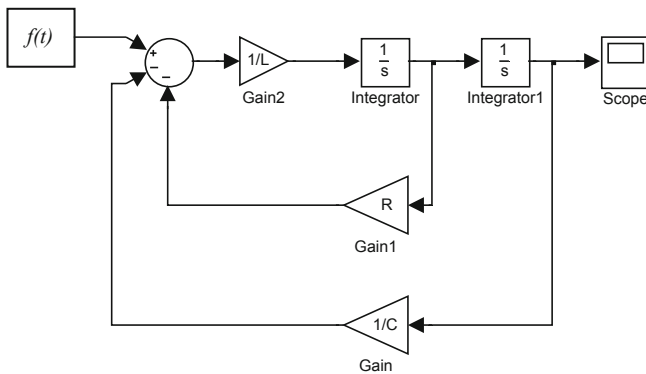 f(t)
+
−
−
1/L
Gain2
1
s
Integrator
1
s
Integrator1
Scope
R
Gain1
1/C
Gain